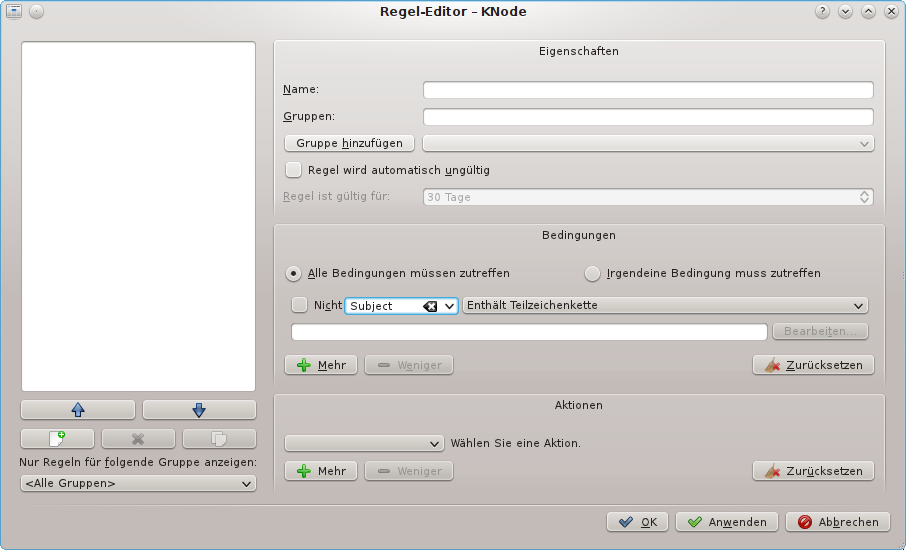 Regel-Editor – KNode
Eigenschaften
Name:
Gruppen:
Gruppe hinzufügen
Regel wird automatisch ungültig
Regel ist gültig für: 30 Tage
Bedingungen
Alle Bedingungen müssen zutreffen Irgendeine Bedingung muss zutreffen
Nicht Subject Enthält Teilzeichenkette
Bearbeiten...
Mehr Weniger Zurücksetzen
Aktionen
Wählen Sie eine Aktion.
Mehr Weniger Zurücksetzen
Nur Regeln für folgende Gruppe anzeigen:
<Alle Gruppen>
OK Anwenden Abbrechen